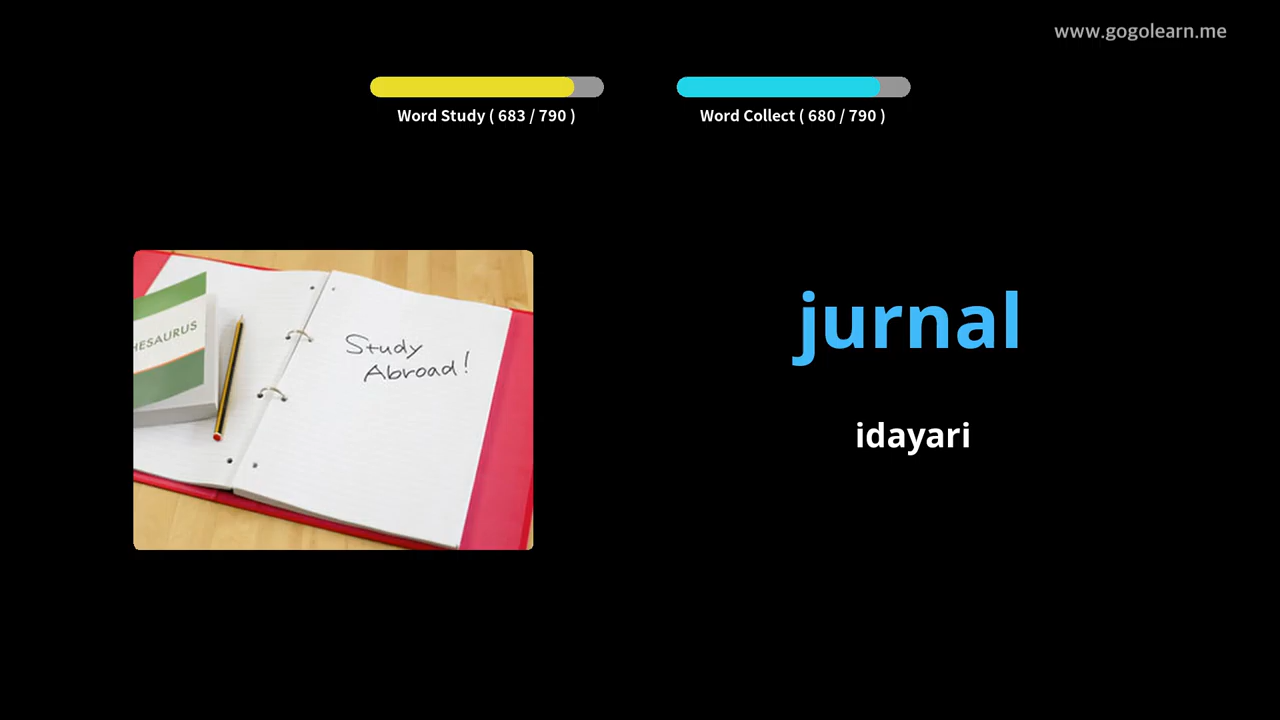 www.gogolearn.me
Word Study ( 683 / 790 )
Word Collect ( 680 / 790 )
HESAURUS
Study
Abroad!
jurnal
idayari